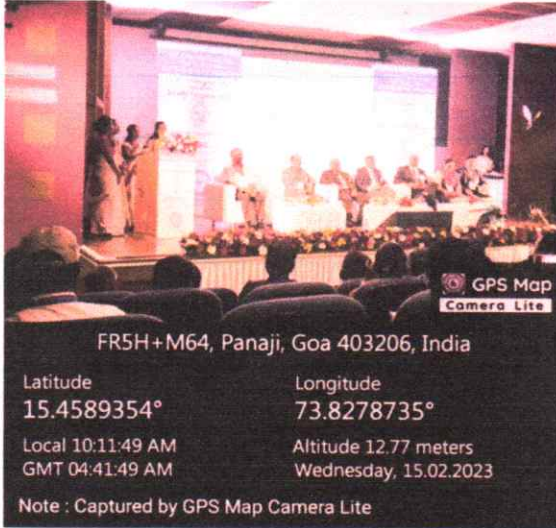 GPS Map
Camera Lite
FR5H+M64, Panaji, Goa 403206, India
Latitude
15.4589354°
Longitude
73.8278735°
Local 10:11:49 AM
GMT 04:41:49 AM
Altitude 12.77 meters
Wednesday, 15.02.2023
Note : Captured by GPS Map Camera Lite